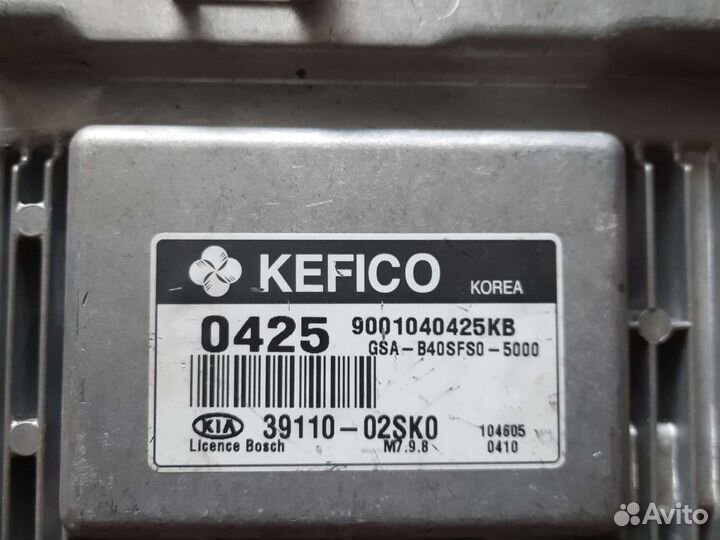 KEFICO KOREA
0425 9001040425KB
GSA-B40SFS0-5000
KIA 39110-02SK0 104605
Licence Bosch M7.9.8 0410
Avito